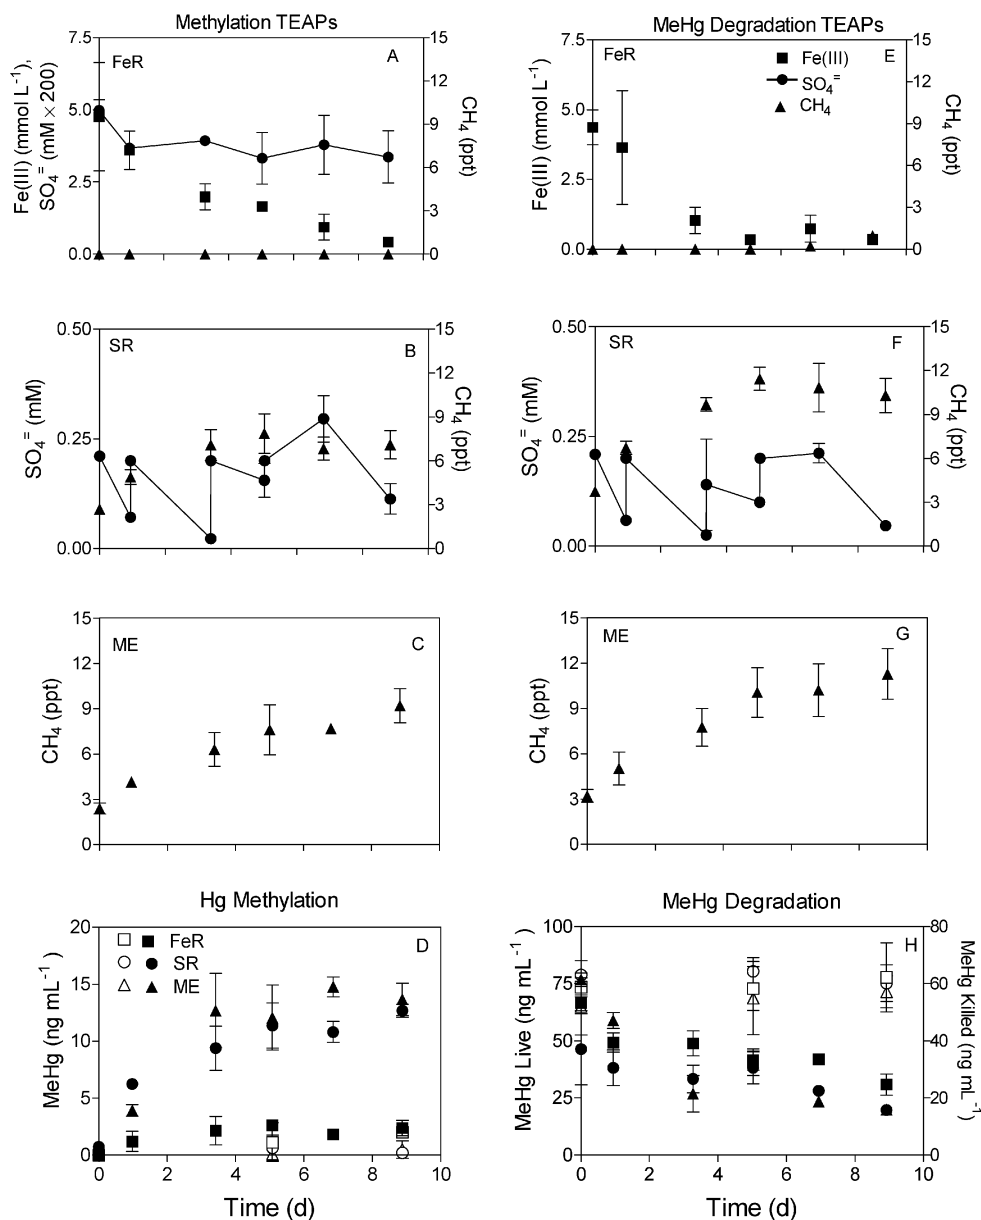 Methylation TEAPs
A
FeR
7.5
5.0
2.5
0.0
15
12
9
6
3
0
Fe(III) (mmol L⁻¹),
SO₄⁼ (mM × 200)
CH₄ (ppt)
MeHg Degradation TEAPs
E
FeR
Fe(III)
SO₄⁼
CH₄
7.5
5.0
2.5
0.0
15
12
9
6
3
0
Fe(III) (mmol L⁻¹)
CH₄ (ppt)
SR
B
0.50
0.25
0.00
15
12
9
6
3
0
SO₄⁼ (mM)
CH₄ (ppt)
SR
F
0.50
0.25
0.00
15
12
9
6
3
0
SO₄⁼ (mM)
CH₄ (ppt)
ME
C
15
12
9
6
3
0
CH₄ (ppt)
ME
G
15
12
9
6
3
0
CH₄ (ppt)
Hg Methylation
D
FeR
SR
ME
20
15
10
5
0
MeHg (ng mL⁻¹)
0 2 4 6 8 10
Time (d)
MeHg Degradation
H
100
75
50
25
0
80
60
40
20
0
MeHg Live (ng mL⁻¹)
MeHg Killed (ng mL⁻¹)
0 2 4 6 8 10
Time (d)